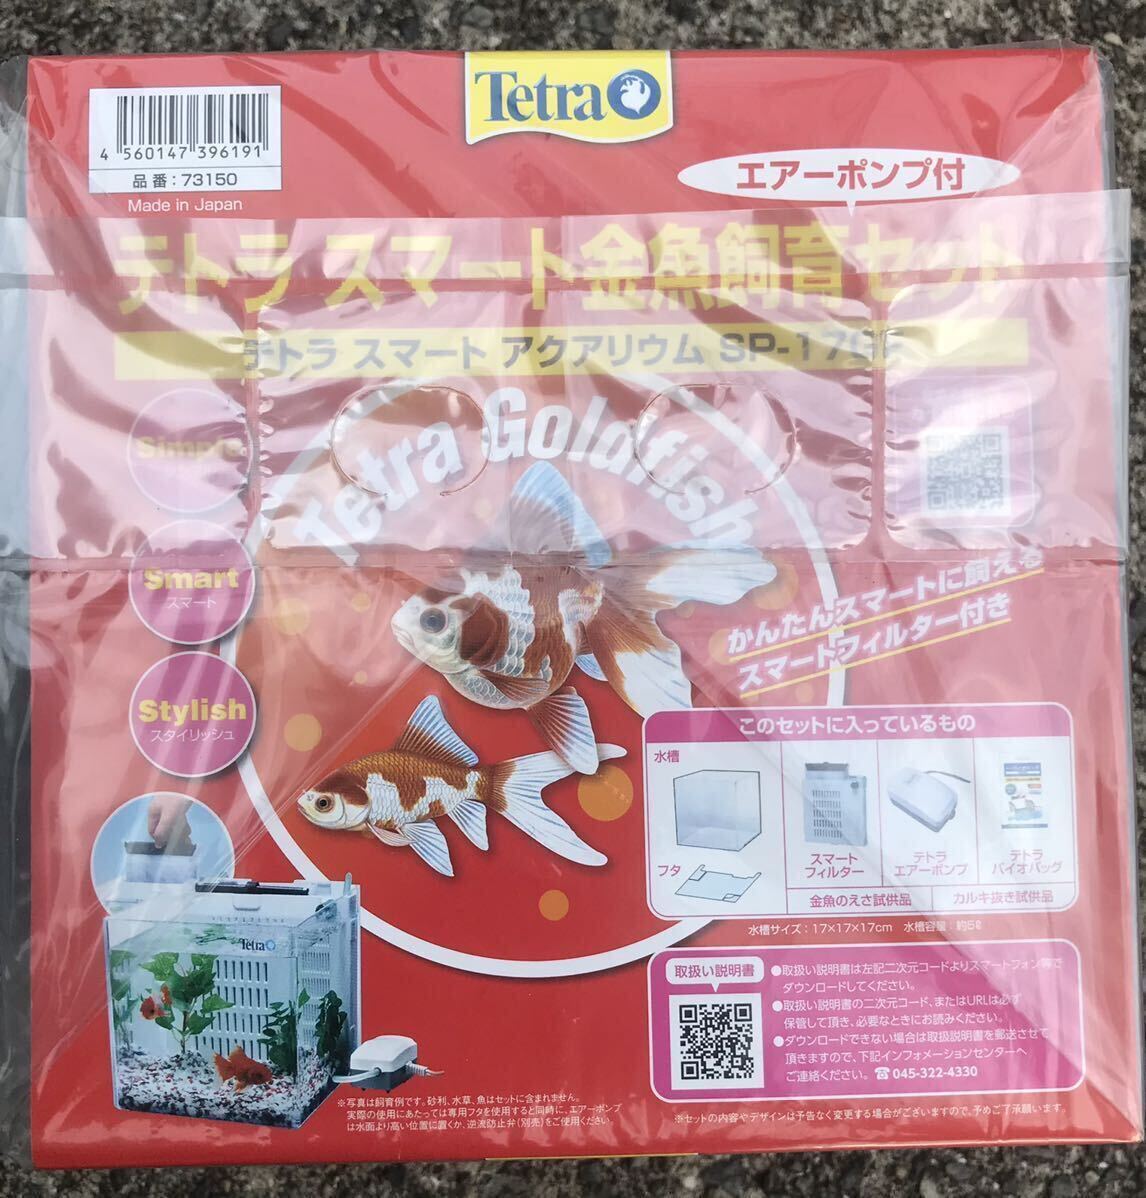 Tetra
4 560147 396191
品番：73150
Made in Japan
エアーポンプ付
テトラ スマート金魚飼育セット
テトラ スマート アクアリウム SP-17GF
Tetra Goldfish
Simple
Smart
スマート
Stylish
スタイリッシュ
かんたんスマートに飼える
スマートフィルター付き
このセットに入っているもの
水槽
フタ
スマート
フィルター
テトラ
エアーポンプ
テトラ
バイオバッグ
金魚のえさ試供品
カルキ抜き試供品
水槽サイズ：17×17×17cm 水槽容量：約5ℓ
Tetra
取扱い説明書
●取扱い説明書は左記二次元コードよりスマートフォン等で
ダウンロードしてください。
●取扱い説明書の二次元コード、またはURLは必ず
保管して頂き、必要なときにお読みください。
●ダウンロードできない場合は取扱説明書を郵送させて
頂きますので、下記インフォメーションセンターへ
ご連絡ください。☎045-322-4330
※写真は飼育例です。砂利、水草、魚はセットに含まれません。
実際の使用にあたっては専用フタを使用すると同時に、エアーポンプ
は水面より高い位置に置くか、逆流防止弁（別売）をご使用ください。
※セットの内容やデザインは予告なく変更する場合がございますので、予めご了承願います。